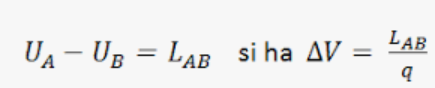 U_A − U_B = L_AB si ha ΔV = L_AB / q